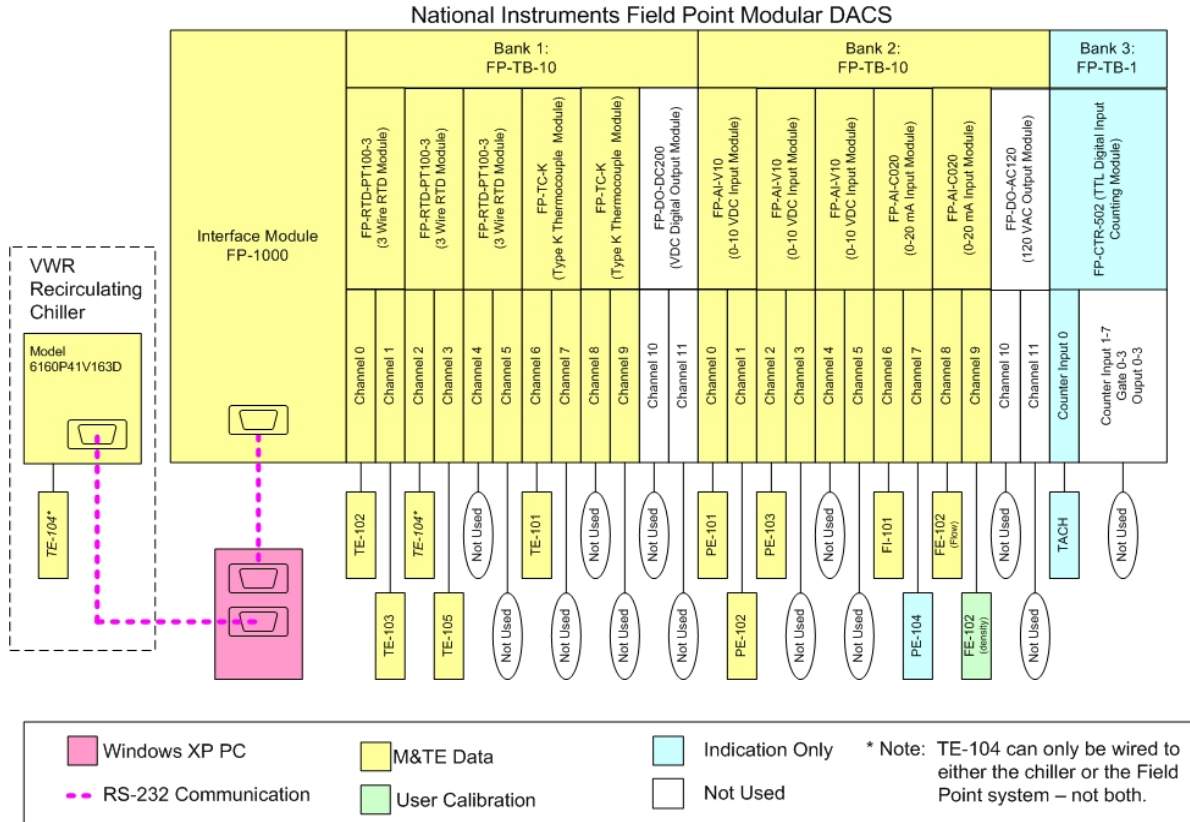 National Instruments Field Point Modular DACS
Bank 1:
FP-TB-10
Bank 2:
FP-TB-10
Bank 3:
FP-TB-1
Interface Module
FP-1000
FP-RTD-PT100-3
(3 Wire RTD Module)
FP-RTD-PT100-3
(3 Wire RTD Module)
FP-RTD-PT100-3
(3 Wire RTD Module)
FP-TC-K
(Type K Thermocouple Module)
FP-TC-K
(Type K Thermocouple Module)
FP-DO-DC200
(VDC Digital Output Module)
FP-AI-V10
(0-10 VDC Input Module)
FP-AI-V10
(0-10 VDC Input Module)
FP-AI-V10
(0-10 VDC Input Module)
FP-AI-C020
(0-20 mA Input Module)
FP-AI-C020
(0-20 mA Input Module)
FP-DO-AC120
(120 VAC Output Module)
FP-CTR-502 (TTL Digital Input
Counting Module)
VWR
Recirculating
Chiller
Model
6160P41V163D
Channel 0
Channel 1
Channel 2
Channel 3
Channel 4
Channel 5
Channel 6
Channel 7
Channel 8
Channel 9
Channel 10
Channel 11
Channel 0
Channel 1
Channel 2
Channel 3
Channel 4
Channel 5
Channel 6
Channel 7
Channel 8
Channel 9
Channel 10
Channel 11
Counter Input 0
Counter Input 1-7
Gate 0-3
Ouput 0-3
TE-104*
TE-102
TE-103
TE-104*
TE-105
Not Used
Not Used
TE-101
Not Used
Not Used
Not Used
Not Used
Not Used
PE-101
PE-102
PE-103
Not Used
Not Used
Not Used
FI-101
PE-104
FE-102
(Flow)
FE-102
(density)
Not Used
Not Used
TACH
Not Used
Windows XP PC
RS-232 Communication
M&TE Data
User Calibration
Indication Only
Not Used
* Note: TE-104 can only be wired to
either the chiller or the Field
Point system – not both.